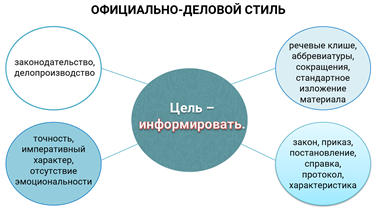 ОФИЦИАЛЬНО-ДЕЛОВОЙ СТИЛЬ
законодательство,
делопроизводство
речевые клише,
аббревиатуры,
сокращения,
стандартное
изложение
материала
Цель –
информировать.
точность,
императивный
характер,
отсутствие
эмоциональности
закон, приказ,
постановление,
справка,
протокол,
характеристика